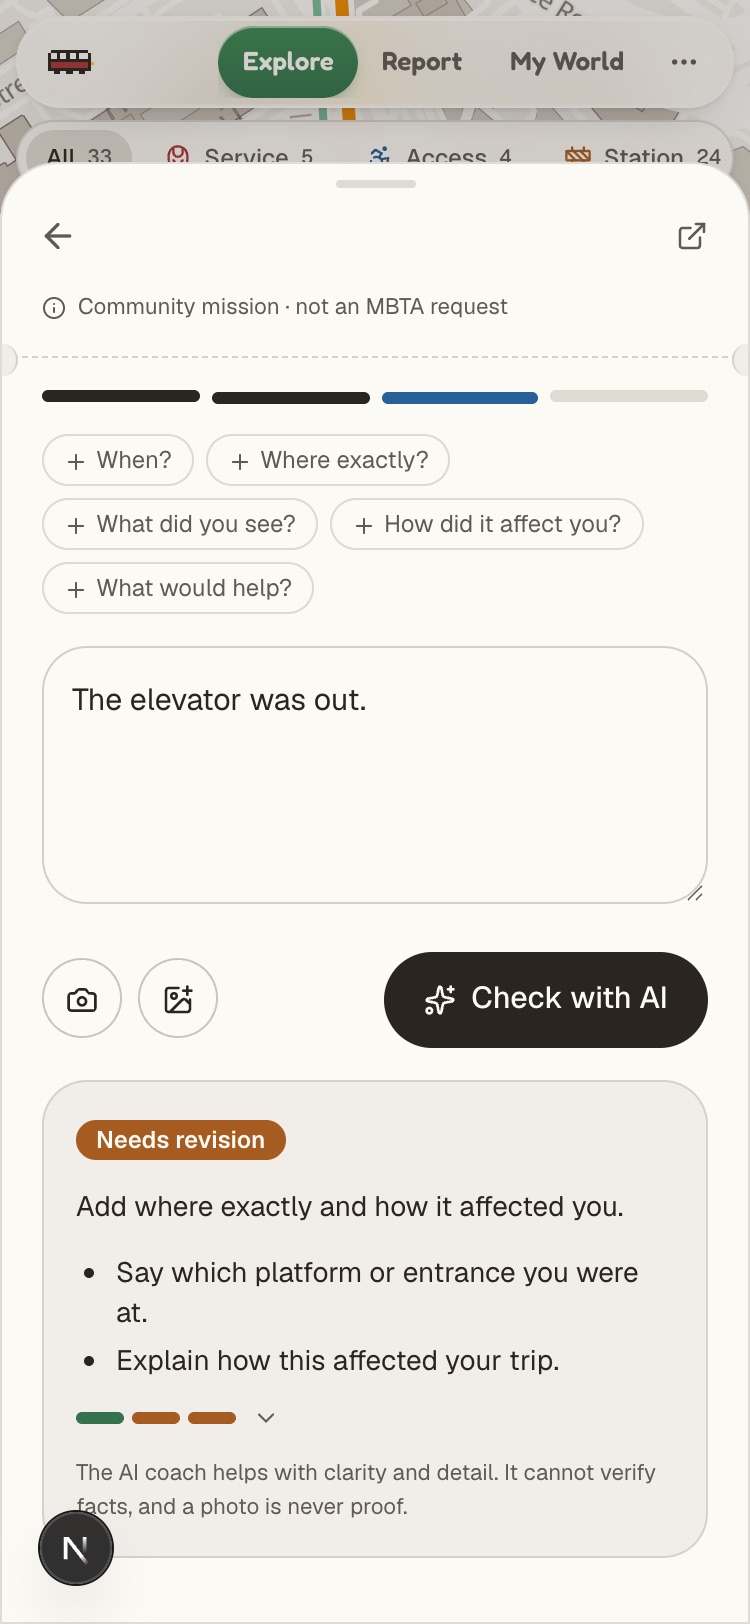 Explore Report My World
All 33 Service 5 Access 4 Station 24
Community mission · not an MBTA request
+ When? + Where exactly?
+ What did you see? + How did it affect you?
+ What would help?
The elevator was out.
Check with AI
Needs revision
Add where exactly and how it affected you.
• Say which platform or entrance you were
at.
• Explain how this affected your trip.
The AI coach helps with clarity and detail. It cannot verify
facts, and a photo is never proof.
N